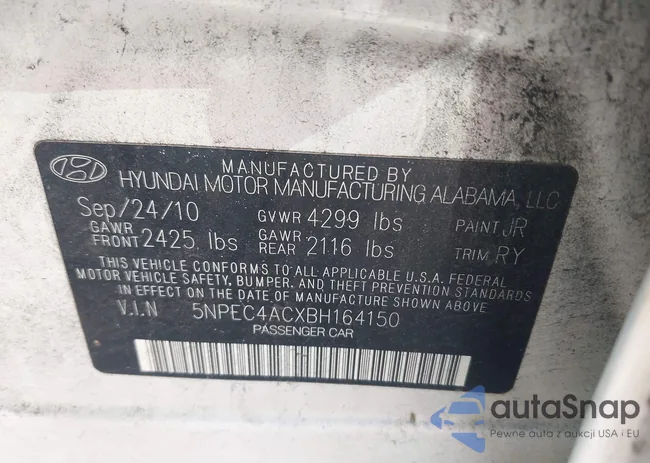 MANUFACTURED BY
HYUNDAI MOTOR MANUFACTURING ALABAMA, LLC
Sep/24/10 GVWR 4299 lbs PAINT JR
GAWR FRONT 2425 lbs GAWR REAR 2116 lbs TRIM RY
THIS VEHICLE CONFORMS TO ALL APPLICABLE U.S.A. FEDERAL
MOTOR VEHICLE SAFETY, BUMPER, AND THEFT PREVENTION STANDARDS
IN EFFECT ON THE DATE OF MANUFACTURE SHOWN ABOVE.
V.I.N 5NPEC4ACXBH164150
PASSENGER CAR
autaSnap
Pewne auta z aukcji USA i EU